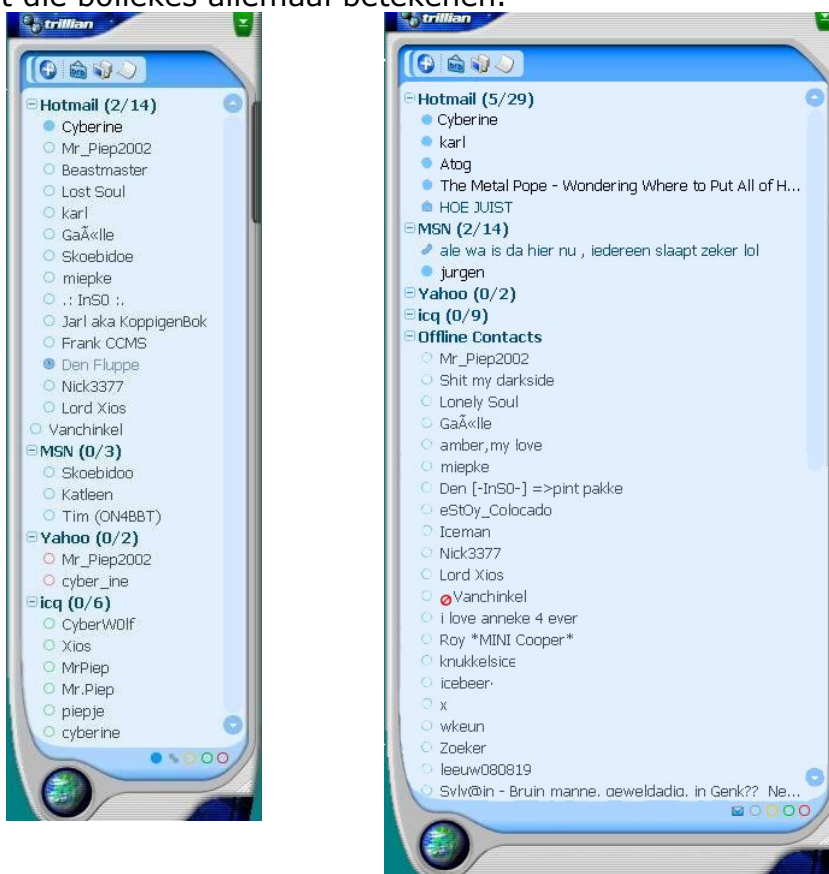 t die bollekes allemaal betekenen:
trillian
brb
Hotmail (2/14)
Cyberine
Mr_Piep2002
Beastmaster
Lost Soul
karl
GaÃ«lle
Skoebidoe
miepke
.: InS0 :.
Jarl aka KoppigenBok
Frank CCMS
Den Fluppe
Nick3377
Lord Xios
Vanchinkel
MSN (0/3)
Skoebidoo
Katleen
Tim (ON4BBT)
Yahoo (0/2)
Mr_Piep2002
cyber_ine
icq (0/6)
CyberW0lf
Xios
MrPiep
Mr.Piep
piepje
cyberine
trillian
brb
Hotmail (5/29)
Cyberine
karl
Atog
The Metal Pope - Wondering Where to Put All of H...
HOE JUIST
MSN (2/14)
ale wa is da hier nu , iedereen slaapt zeker lol
jurgen
Yahoo (0/2)
icq (0/9)
Offline Contacts
Mr_Piep2002
Shit my darkside
Lonely Soul
GaÃ«lle
amber,my love
miepke
Den [-InS0-] =>pint pakke
eStOy_Colocado
Iceman
Nick3377
Lord Xios
Vanchinkel
i love anneke 4 ever
Roy *MINI Cooper*
knukkelsice
icebeer·
x
wkeun
Zoeker
leeuw080819
Sylv@in - Bruin manne, geweldadig, in Genk?? Ne...